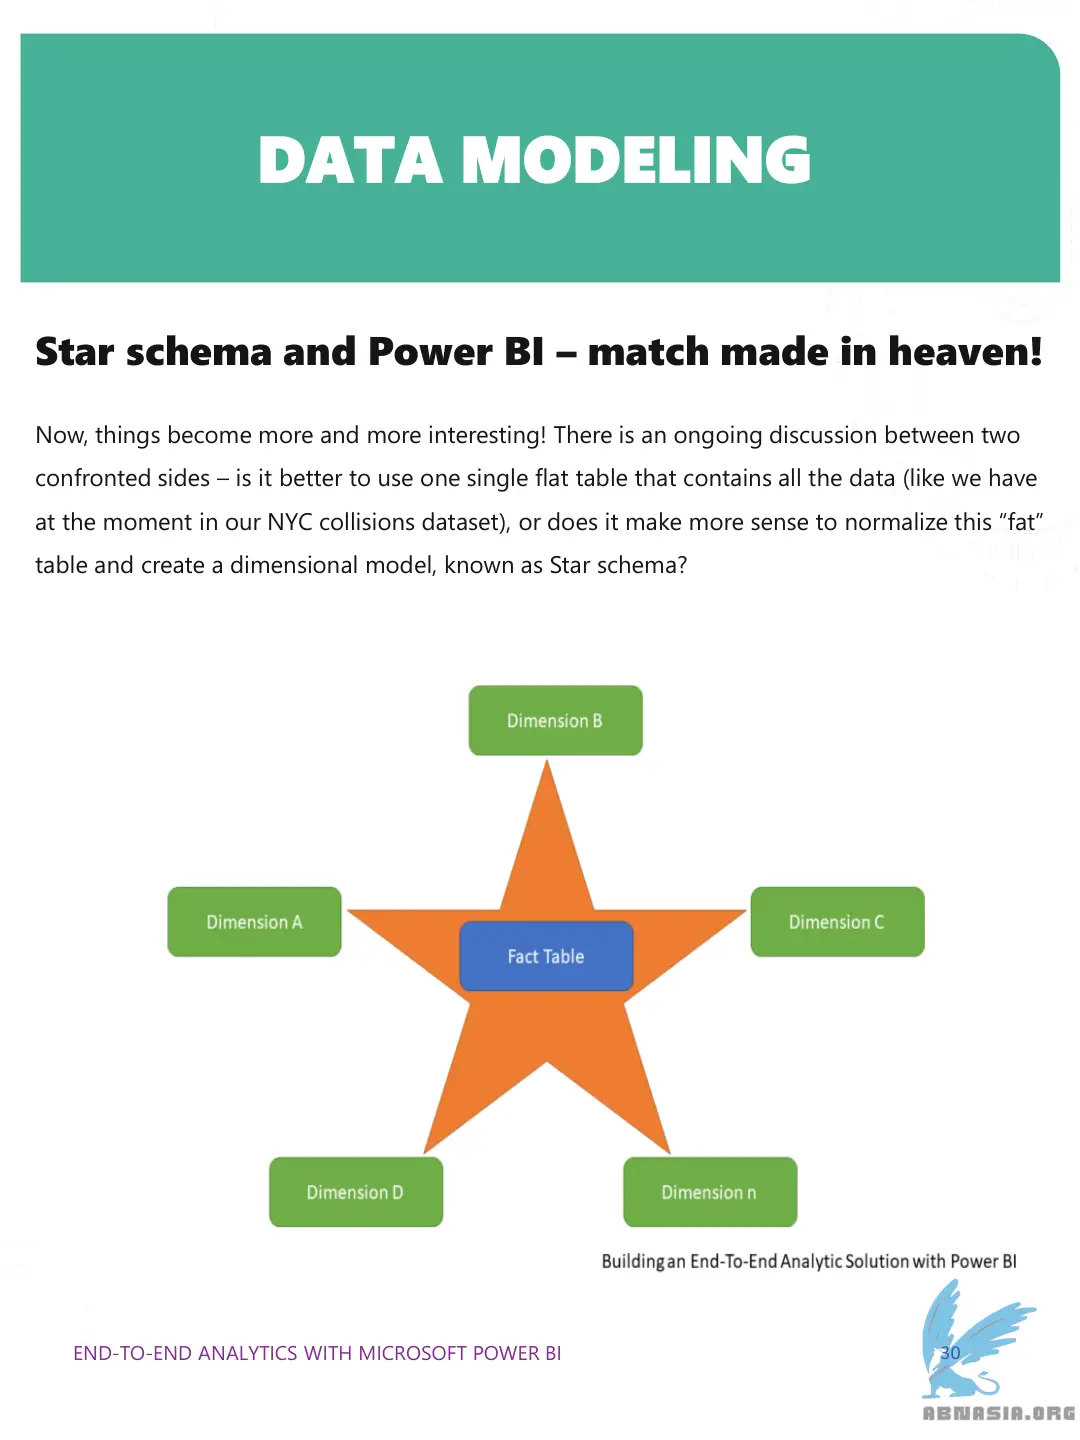 DATA MODELING
Star schema and Power BI – match made in heaven!
Now, things become more and more interesting! There is an ongoing discussion between two
confronted sides – is it better to use one single flat table that contains all the data (like we have
at the moment in our NYC collisions dataset), or does it make more sense to normalize this “fat”
table and create a dimensional model, known as Star schema?
Dimension B
Dimension A
Dimension C
Fact Table
Dimension D
Dimension n
Building an End-To-End Analytic Solution with Power BI
END-TO-END ANALYTICS WITH MICROSOFT POWER BI
30
ABNASIA.ORG